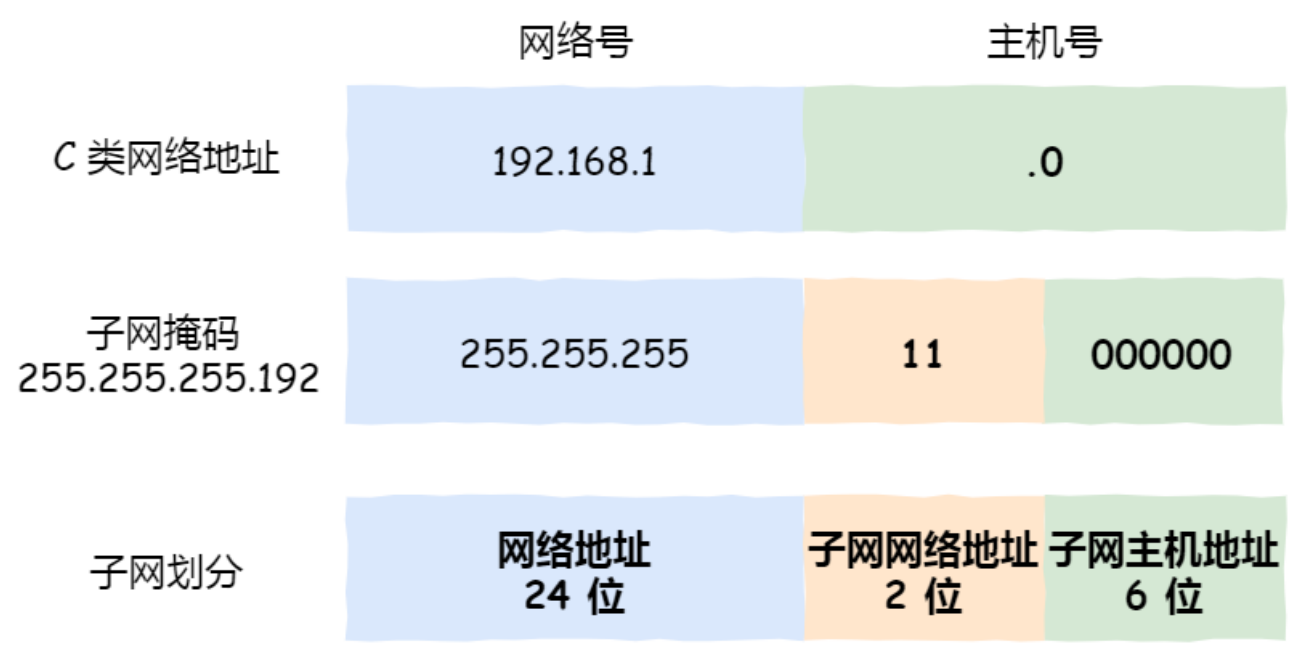 网络号
主机号
C 类网络地址
192.168.1
.0
子网掩码
255.255.255.192
255.255.255
11
000000
子网划分
网络地址
24 位
子网网络地址
2 位
子网主机地址
6 位